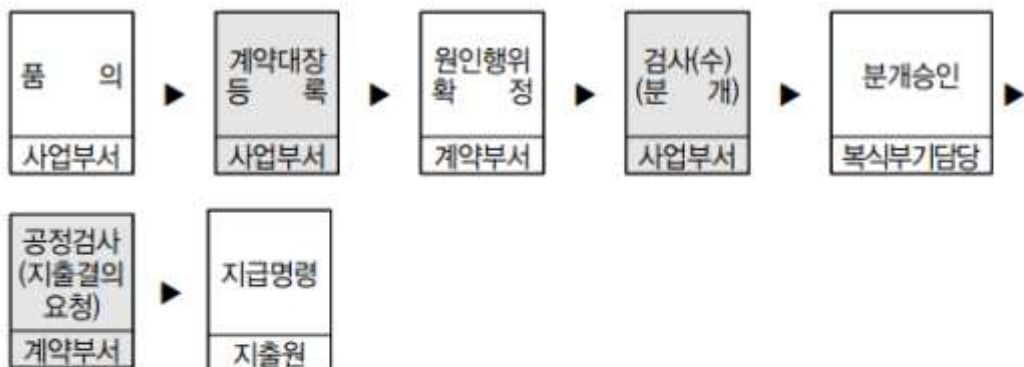 품 의
▶
사업부서
계약대장
등 록
▶
사업부서
원인행위
확 정
▶
계약부서
검사(수)
(분 개)
▶
사업부서
분개승인
▶
복식부기담당
공정검사
(지출결의
요청)
▶
계약부서
지급명령
지출원